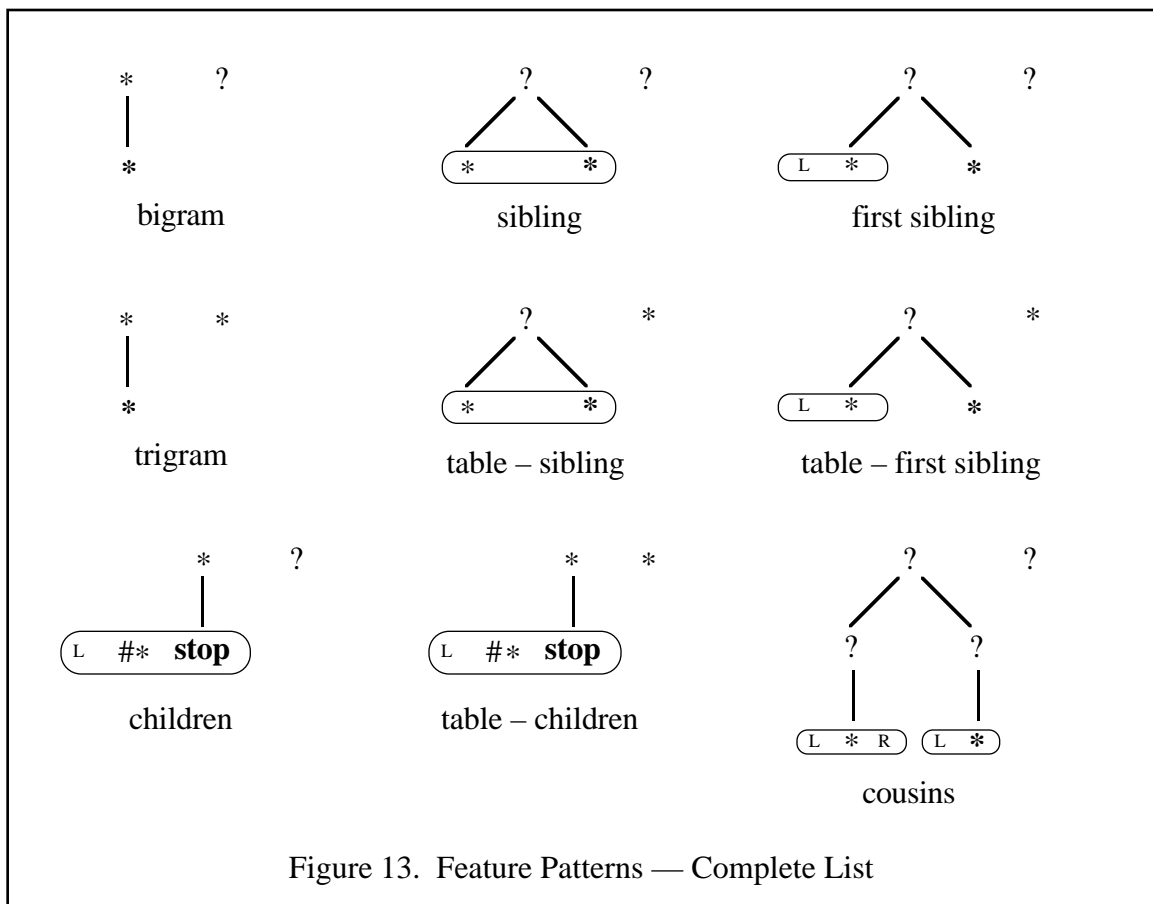 * ? ? ? ? ?
* * * L * *
bigram sibling first sibling
* * ? * ? *
* * * L * *
trigram table – sibling table – first sibling
* ? * * ? ?
L #* stop L #* stop ? ?
children table – children
L * R L *
cousins
Figure 13. Feature Patterns — Complete List